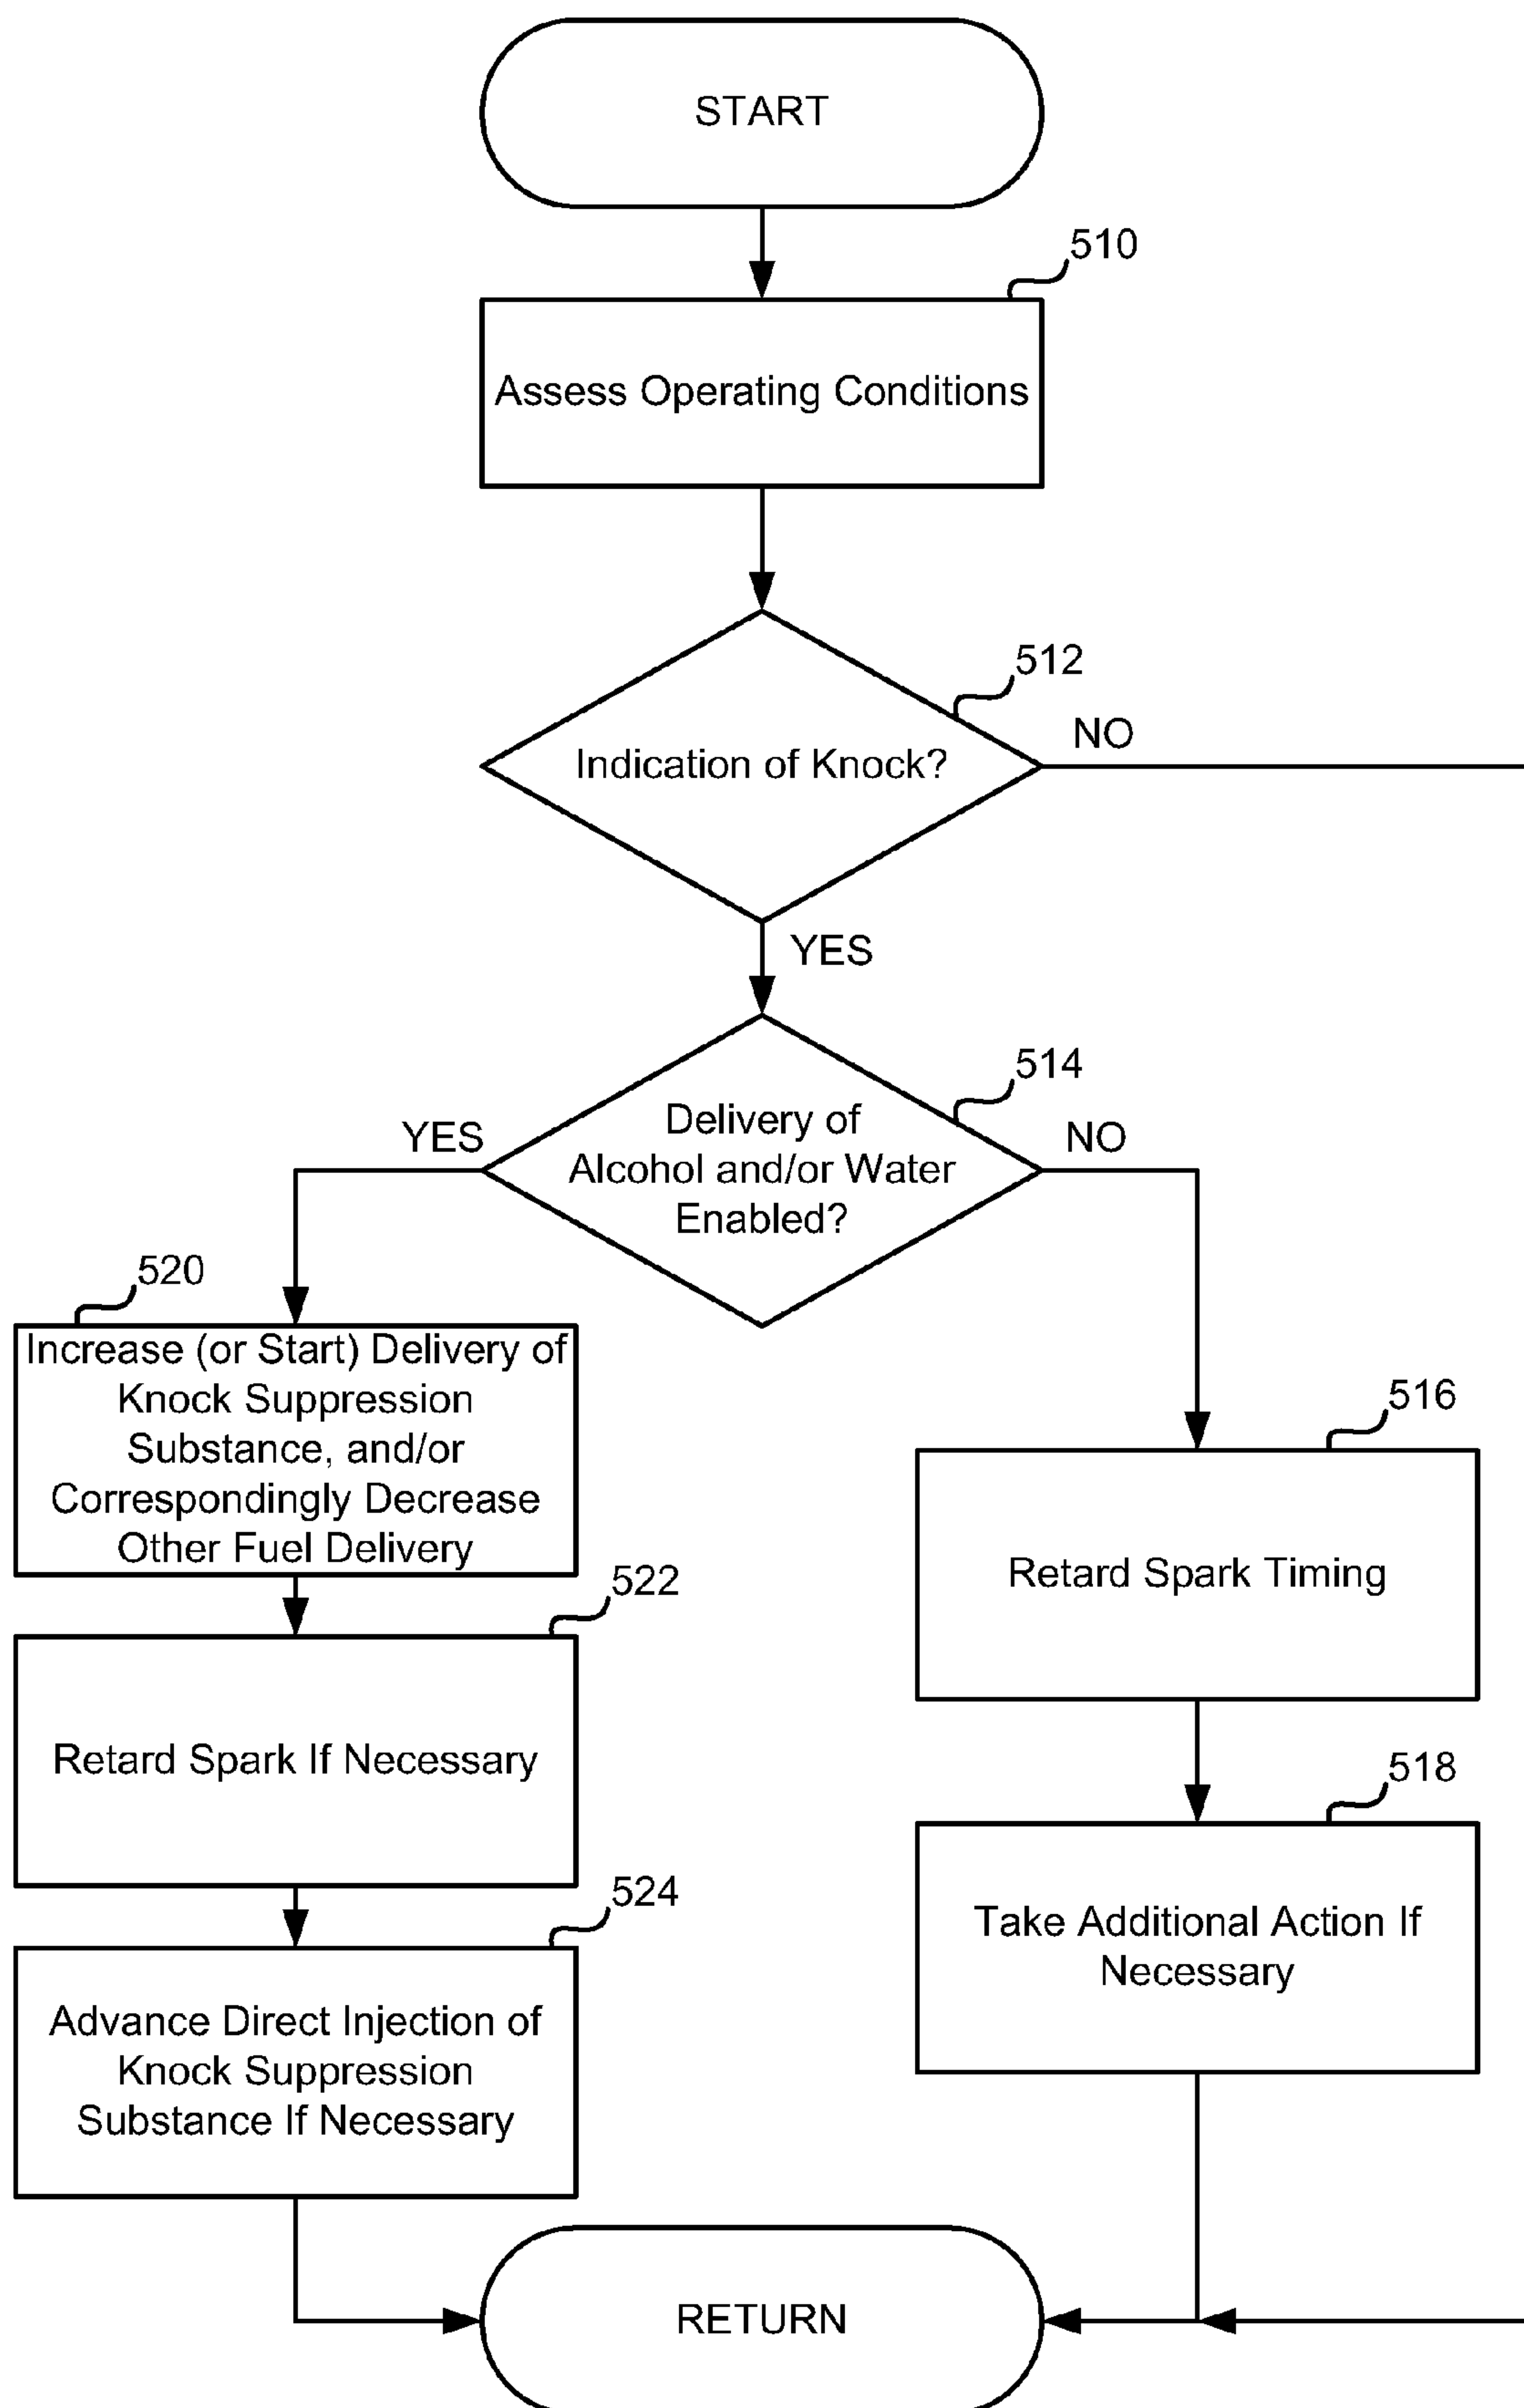 START
510
Assess Operating Conditions
512
Indication of Knock?
NO
YES
514
Delivery of
Alcohol and/or Water
Enabled?
YES
NO
520
Increase (or Start) Delivery of
Knock Suppression
Substance, and/or
Correspondingly Decrease
Other Fuel Delivery
516
Retard Spark Timing
522
Retard Spark If Necessary
518
Take Additional Action If
Necessary
524
Advance Direct Injection of
Knock Suppression
Substance If Necessary
RETURN